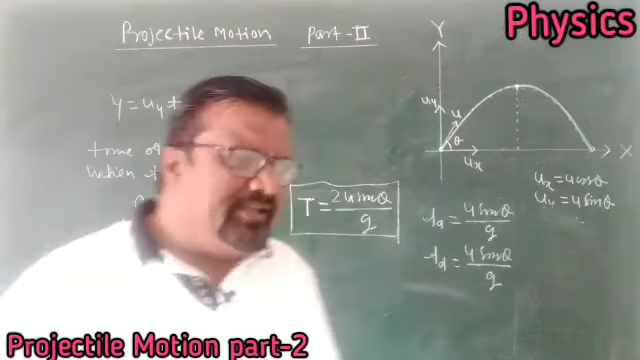 Physics
Projectile Motion Part-II
Y
y = uy t
uy
u
θ
ux
X
time of
when t
T = 2u sinθ / g
ux = u cosθ
uy = u sinθ
ta = u sinθ / g
td = u sinθ / g
Projectile Motion part-2